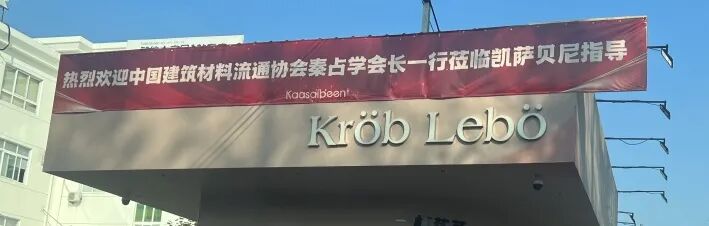 热烈欢迎中国建筑材料流通协会秦占学会长一行莅临凯萨贝尼指导
Kaasaibeent
Kröb Lebö